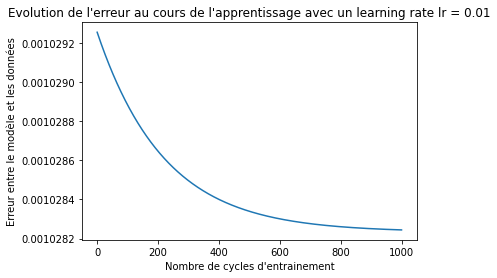 Evolution de l'erreur au cours de l'apprentissage avec un learning rate lr = 0.01
Erreur entre le modèle et les données
0.0010292
0.0010290
0.0010288
0.0010286
0.0010284
0.0010282
0 200 400 600 800 1000
Nombre de cycles d'entrainement